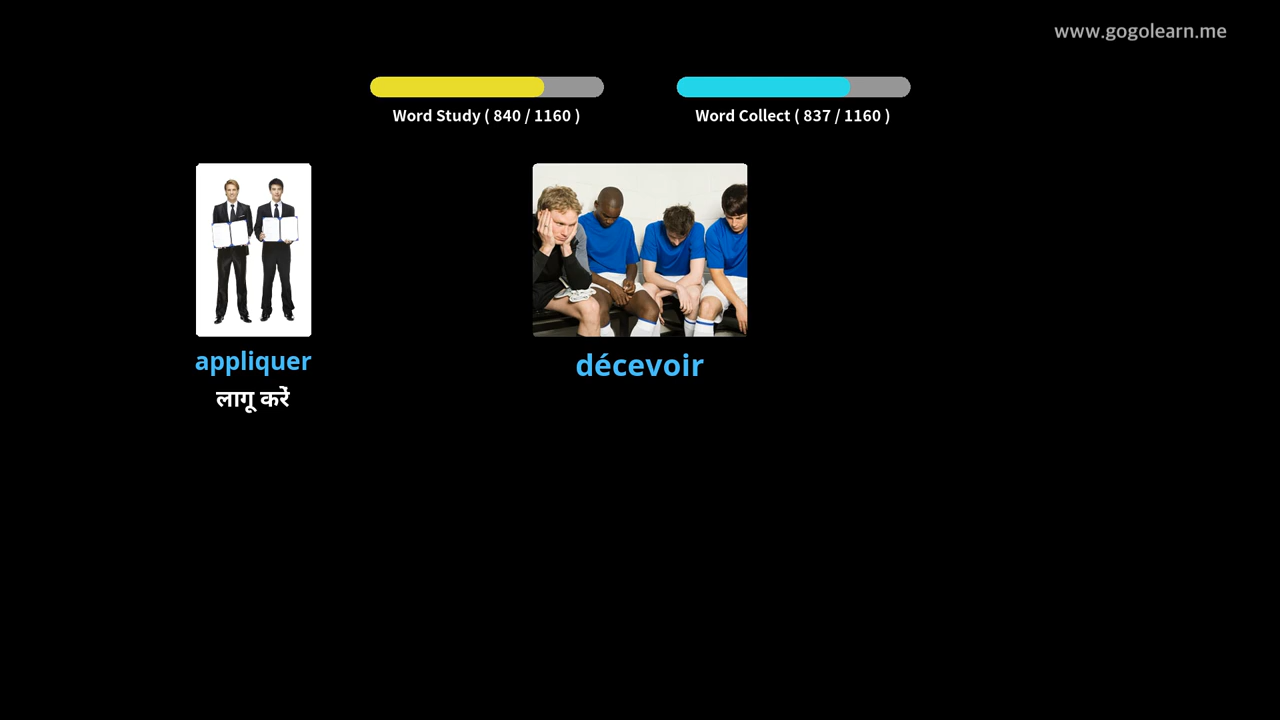 www.gogolearn.me
Word Study ( 840 / 1160 )
Word Collect ( 837 / 1160 )
appliquer
लागू करें
décevoir